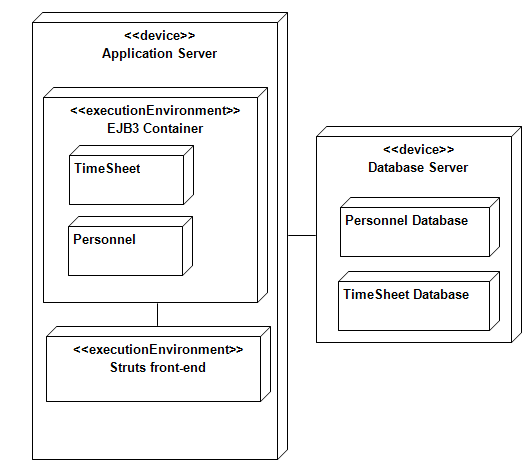 <<device>>
Application Server
<<executionEnvironment>>
EJB3 Container
TimeSheet
Personnel
<<executionEnvironment>>
Struts front-end
<<device>>
Database Server
Personnel Database
TimeSheet Database